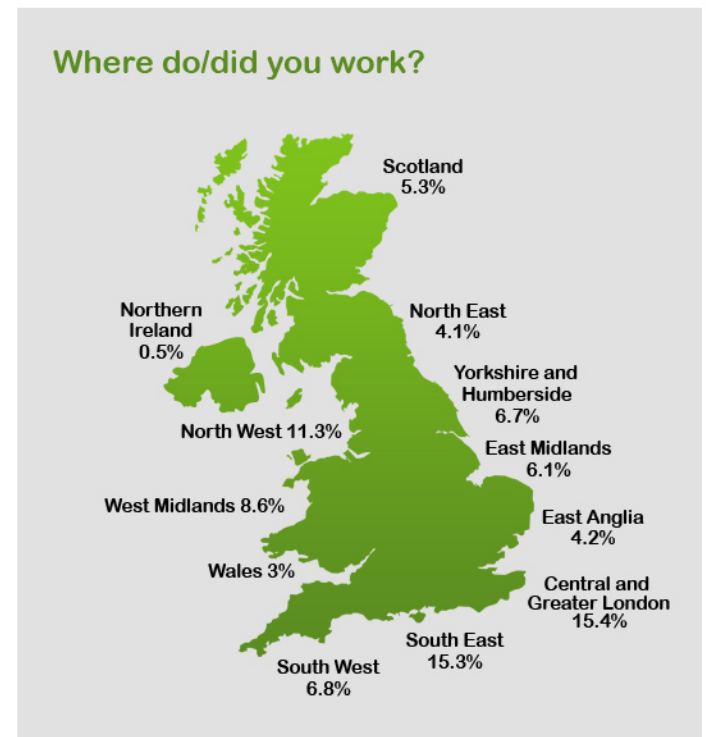 Where do/did you work?
Scotland
5.3%
Northern
Ireland
0.5%
North East
4.1%
Yorkshire and
Humberside
6.7%
North West 11.3%
East Midlands
6.1%
West Midlands 8.6%
East Anglia
4.2%
Wales 3%
Central and
Greater London
15.4%
South East
15.3%
South West
6.8%